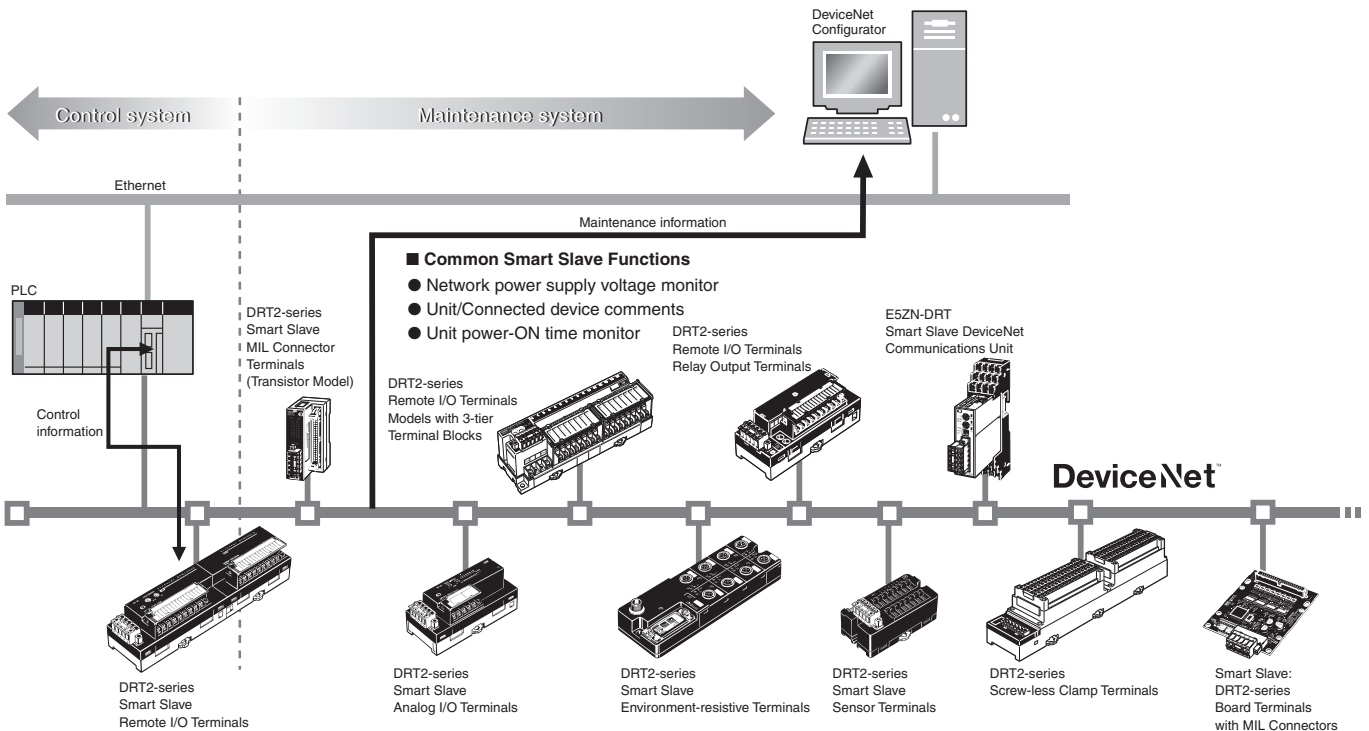 DeviceNet
Configurator
Control system
Maintenance system
Ethernet
Maintenance information
■ Common Smart Slave Functions
● Network power supply voltage monitor
● Unit/Connected device comments
● Unit power-ON time monitor
PLC
DRT2-series
Smart Slave
MIL Connector
Terminals
(Transistor Model)
DRT2-series
Remote I/O Terminals
Models with 3-tier
Terminal Blocks
DRT2-series
Remote I/O Terminals
Relay Output Terminals
E5ZN-DRT
Smart Slave DeviceNet
Communications Unit
Control
information
DeviceNet™
DRT2-series
Smart Slave
Remote I/O Terminals
DRT2-series
Smart Slave
Analog I/O Terminals
DRT2-series
Smart Slave
Environment-resistive Terminals
DRT2-series
Smart Slave
Sensor Terminals
DRT2-series
Screw-less Clamp Terminals
Smart Slave:
DRT2-series
Board Terminals
with MIL Connectors